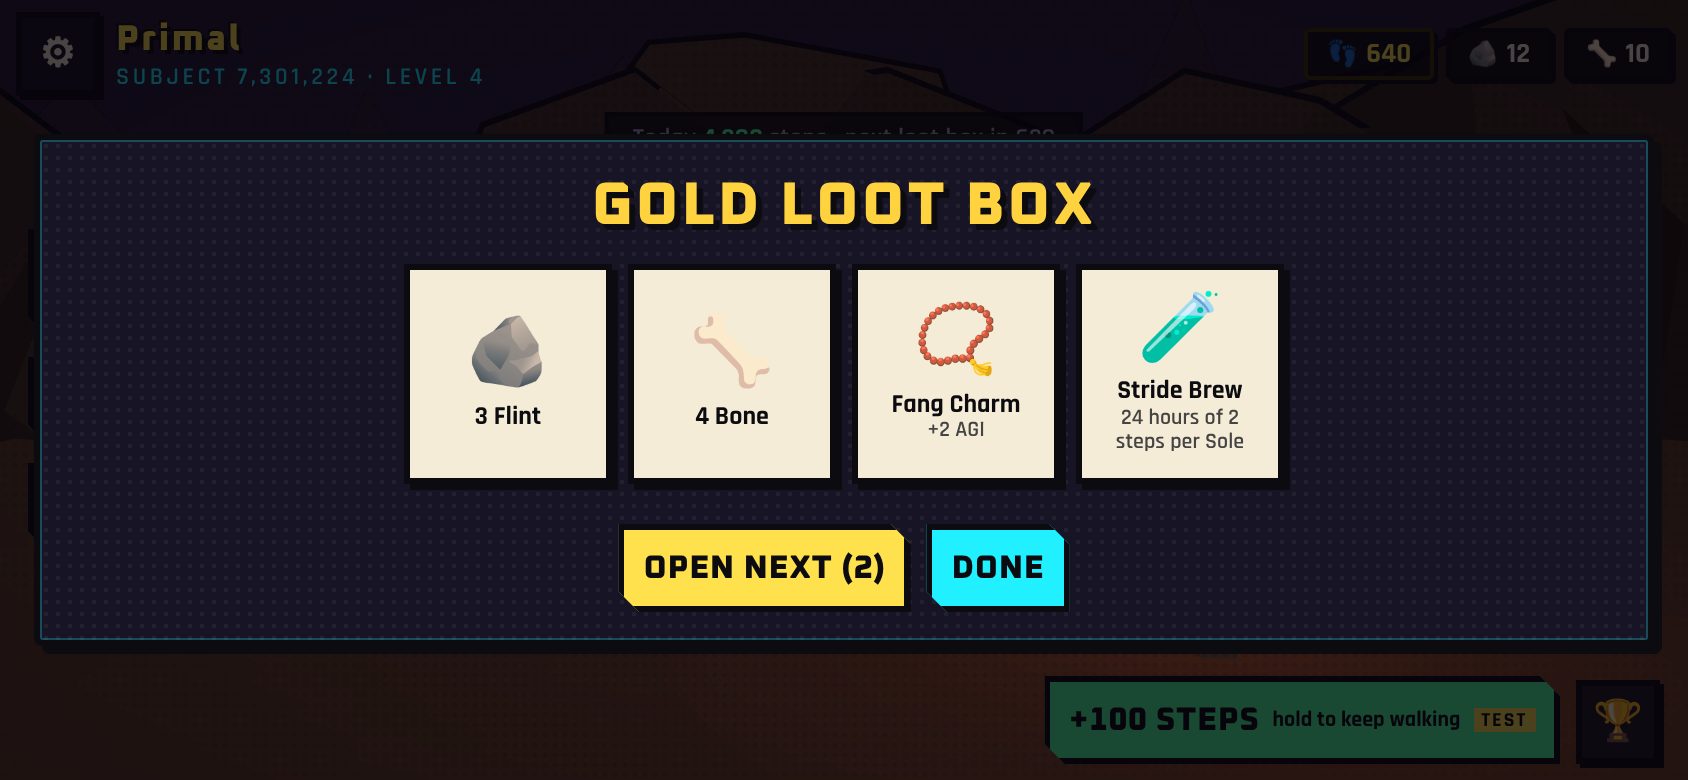 Primal
SUBJECT 7,301,224 · LEVEL 4
640
12
10
GOLD LOOT BOX
3 Flint
4 Bone
Fang Charm
+2 AGI
Stride Brew
24 hours of 2
steps per Sole
OPEN NEXT (2)
DONE
+100 STEPS hold to keep walking TEST